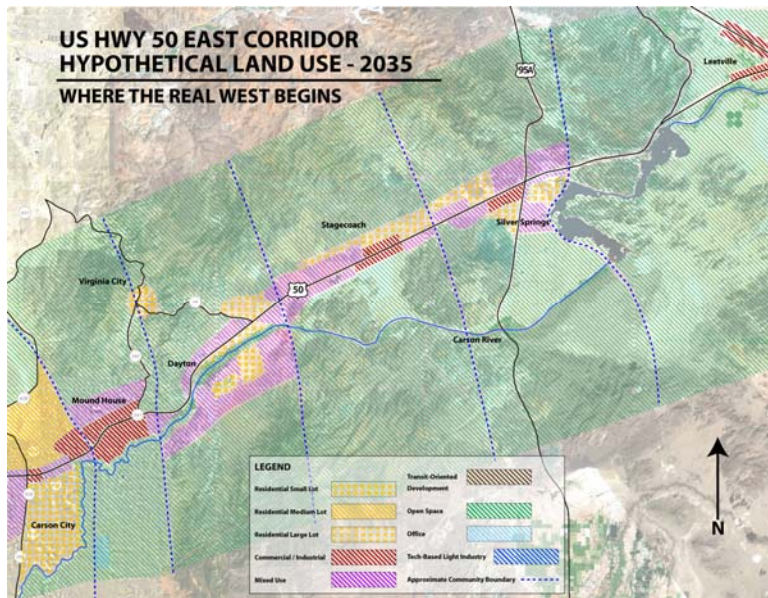 US HWY 50 EAST CORRIDOR
HYPOTHETICAL LAND USE - 2035
WHERE THE REAL WEST BEGINS
95A
Leetville
Stagecoach
Silver Springs
Virginia City
50
Carson River
Dayton
Mound House
Carson City
LEGEND
Residential Small Lot
Residential Medium Lot
Residential Large Lot
Commercial / Industrial
Mixed Use
Transit-Oriented
Development
Open Space
Office
Tech-Based Light Industry
Approximate Community Boundary
N